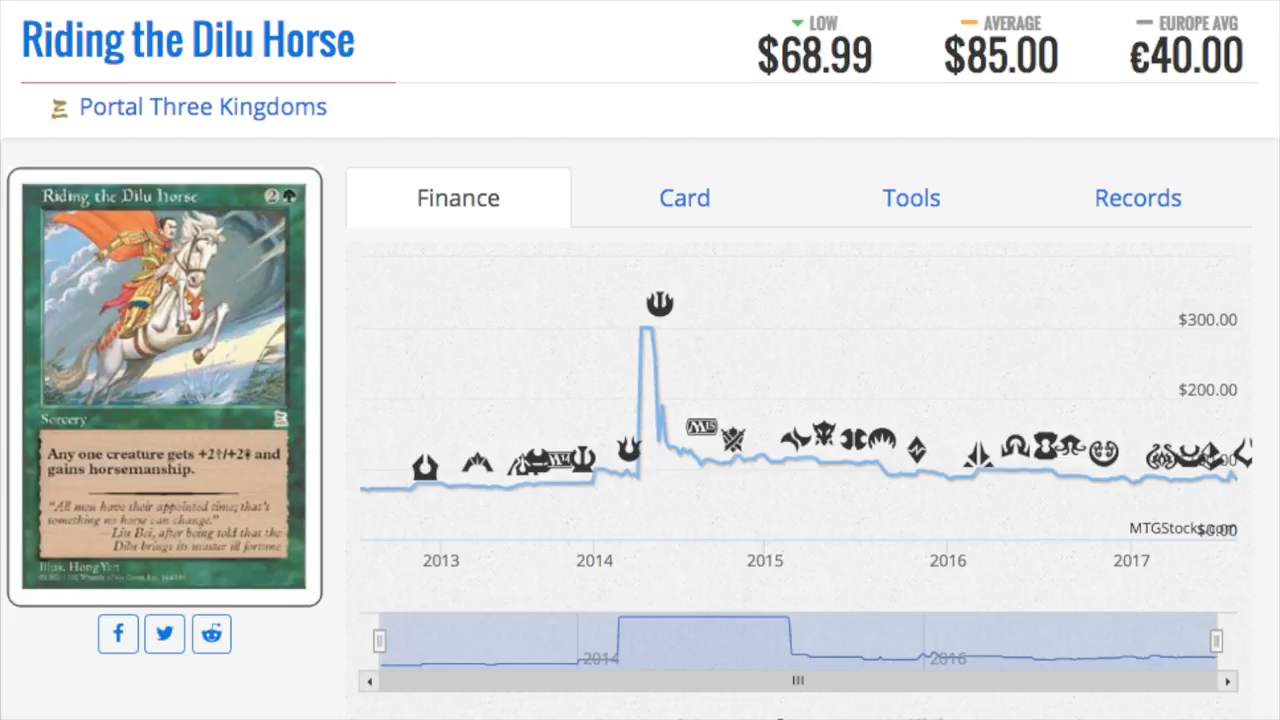 Riding the Dilu Horse
LOW
$68.99
AVERAGE
$85.00
EUROPE AVG
€40.00
Portal Three Kingdoms
Riding the Dilu Horse
2
Sorcery
Any one creature gets +2/+2 and
gains horsemanship.
"All men have their appointed time; that's
something no horse can change."
—Liu Bei, after being told that the
Dilu brings its master ill fortune
Illus. Hong Yan
Finance
Card
Tools
Records
$300.00
$200.00
M15
MTGStocks.com
$0.00
2013
2014
2015
2016
2017
2014
2016